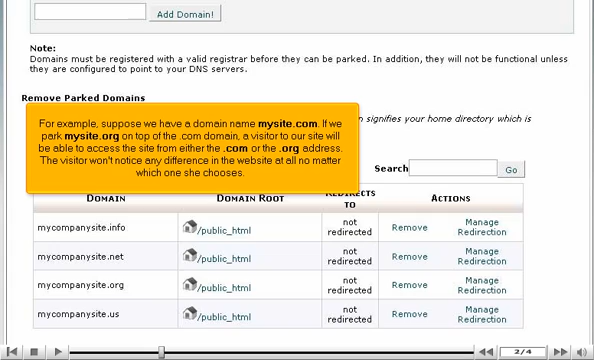 Add Domain!
Note:
Domains must be registered with a valid registrar before they can be parked. In addition, they will not be functional unless
they are configured to point to your DNS servers.
Remove Parked Domains
n signifies your home directory which is
For example, suppose we have a domain name mysite.com. If we
park mysite.org on top of the .com domain, a visitor to our site will
be able to access the site from either the .com or the .org address.
The visitor won't notice any difference in the website at all no matter
which one she chooses.
Search
Go
DOMAIN
DOMAIN ROOT
REDIRECTS
TO
ACTIONS
mycompanysite.info
/public_html
not
redirected
Remove
Manage
Redirection
mycompanysite.net
/public_html
not
redirected
Remove
Manage
Redirection
mycompanysite.org
/public_html
not
redirected
Remove
Manage
Redirection
mycompanysite.us
/public_html
not
redirected
Remove
Manage
Redirection
2/4